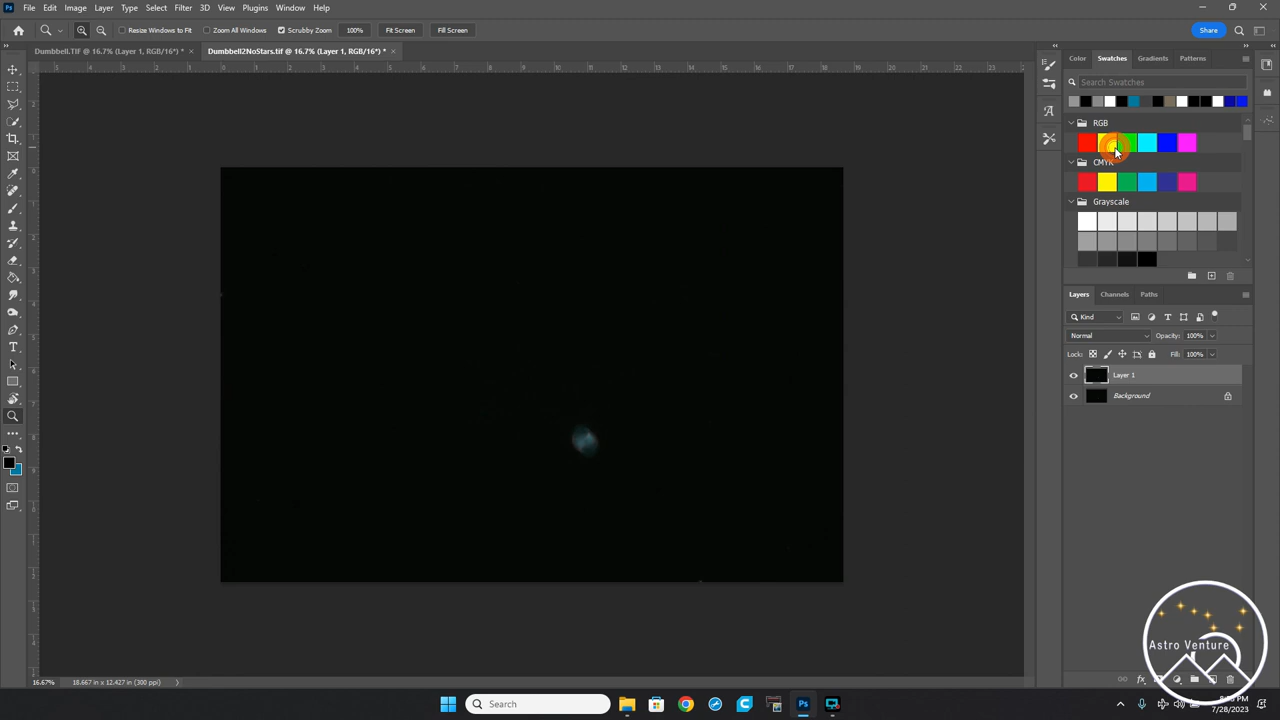 Ps File Edit Image Layer Type Select Filter 3D View Plugins Window Help
Resize Windows to Fit Zoom All Windows Scrubby Zoom 100% Fit Screen Fill Screen Share
Dumbbell.TIF @ 16.7% (Layer 1, RGB/16*) * × Dumbbell2NoStars.tif @ 16.7% (Layer 1, RGB/16*) * ×
Color Swatches Gradients Patterns
Search Swatches
RGB
CMYK
Grayscale
Layers Channels Paths
Kind
Normal Opacity: 100%
Lock: Fill: 100%
Layer 1
Background
Astro Venture
16.67% 18.667 in x 12.427 in (300 ppi)
Search
7/28/2023